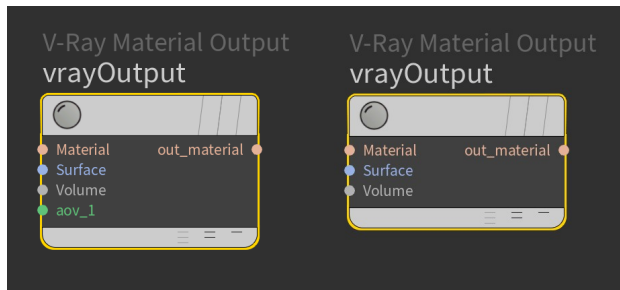 V-Ray Material Output
vrayOutput
Material out_material
Surface
Volume
aov_1
V-Ray Material Output
vrayOutput
Material out_material
Surface
Volume